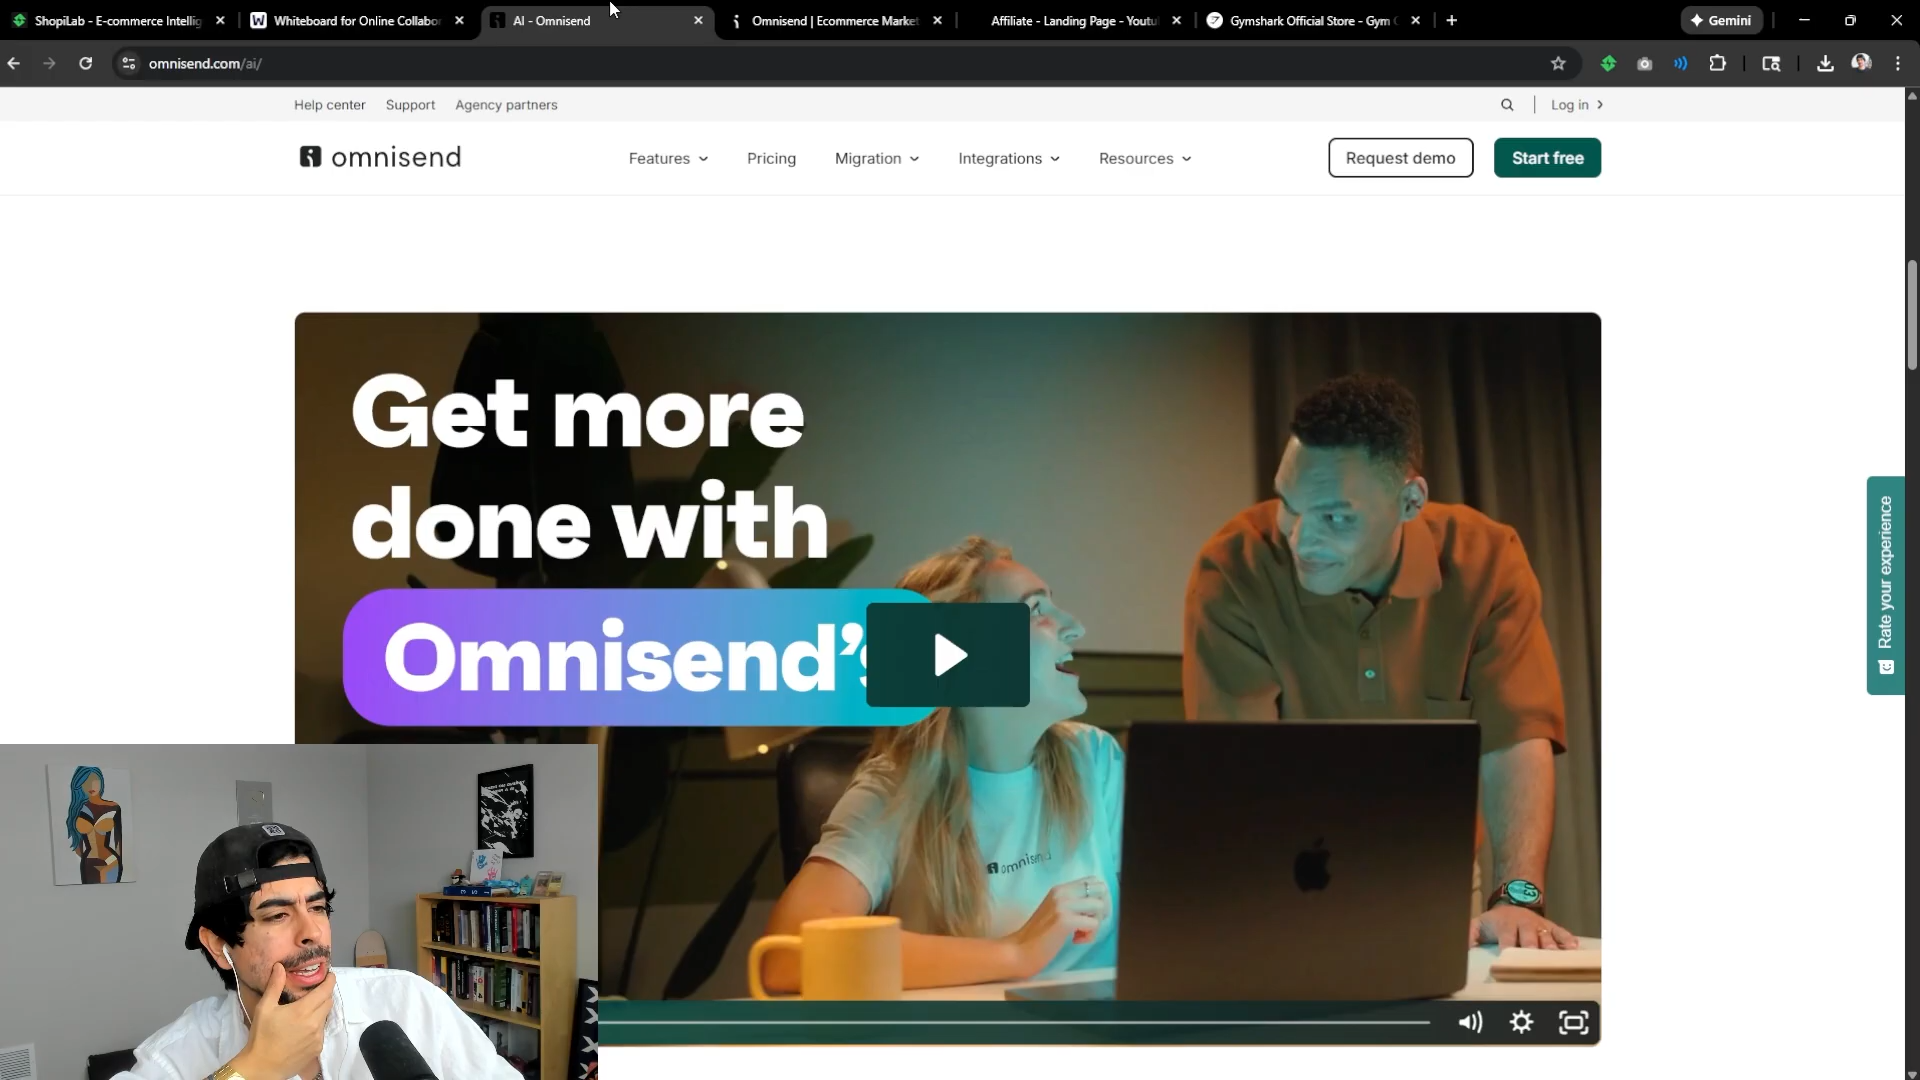 ShopiLab - E-commerce Intellig
Whiteboard for Online Collabo
AI - Omnisend
Omnisend | Ecommerce Market
Affiliate - Landing Page - Youtu
Gymshark Official Store - Gym C
Gemini
omnisend.com/ai/
Help center
Support
Agency partners
Log in
omnisend
Features
Pricing
Migration
Integrations
Resources
Request demo
Start free
Get more
done with
Omnisend's
omnisend
Rate your experience